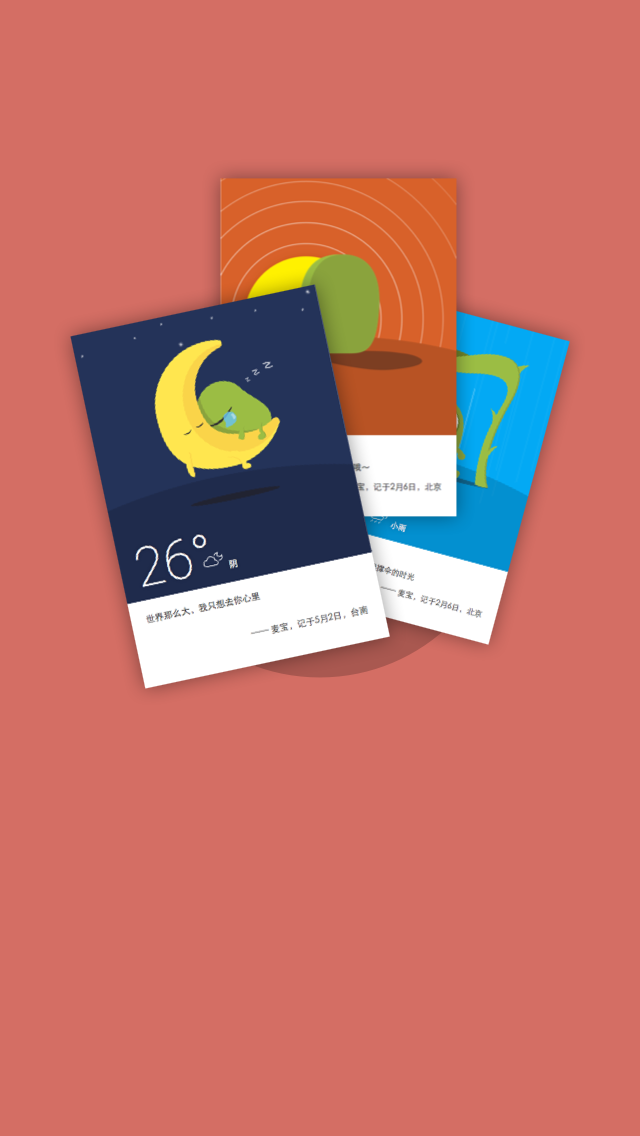 z z z
26° 阴
世界那么大，我只想去你心里
—— 麦宝，记于5月2日，台南
哦～
宝，记于2月6日，北京
小雨
撑伞的时光
—— 麦宝，记于2月6日，北京